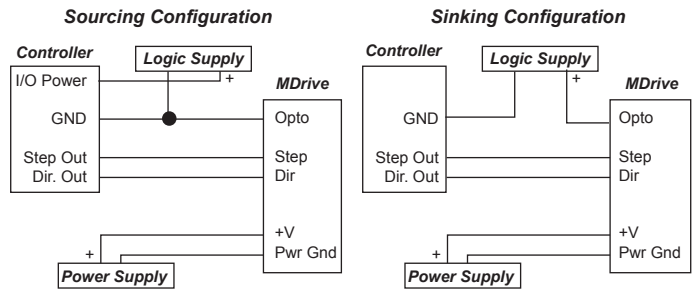 Sourcing Configuration
Controller
Logic Supply
+
I/O Power
MDrive
GND
Opto
Step Out
Step
Dir. Out
Dir
+V
+
Pwr Gnd
Power Supply
Sinking Configuration
Controller
Logic Supply
+
MDrive
GND
Opto
Step Out
Step
Dir. Out
Dir
+V
+
Pwr Gnd
Power Supply